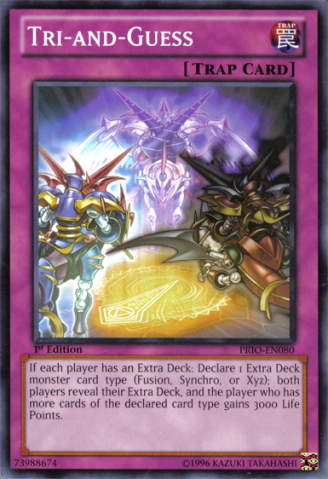 TRI-AND-GUESS
TRAP
罠
[TRAP CARD]
1st Edition
PRIO-EN080
If each player has an Extra Deck: Declare 1 Extra Deck
monster card type (Fusion, Synchro, or Xyz); both
players reveal their Extra Deck, and the player who has
more cards of the declared card type gains 3000 Life
Points.
73988674
©1996 KAZUKI TAKAHASHI